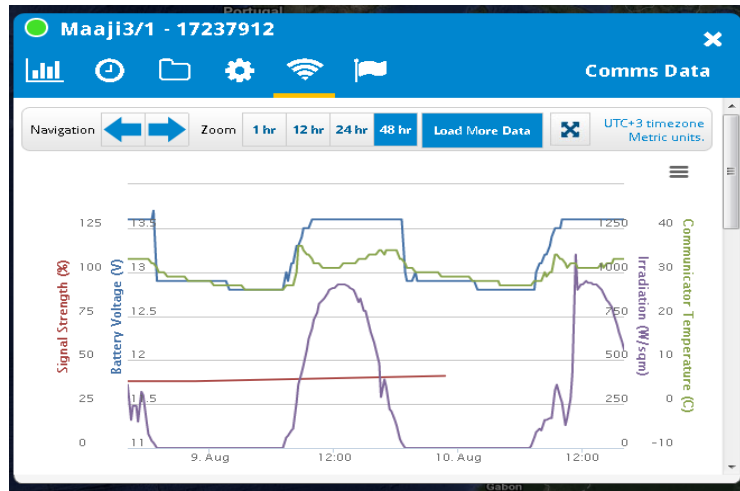 Portugal
Maaji3/1 - 17237912
Comms Data
Navigation
Zoom 1 hr 12 hr 24 hr 48 hr Load More Data
UTC+3 timezone
Metric units.
125 13.5 1250 40
100 13 1000 30
75 12.5 750 20
50 12 500 10
25 11.5 250 0
0 11 0 -10
Signal Strength (%)
Battery Voltage (V)
Irradiation (W/sqm)
Communicator Temperature (C)
9. Aug 12:00 10. Aug 12:00
Gabon